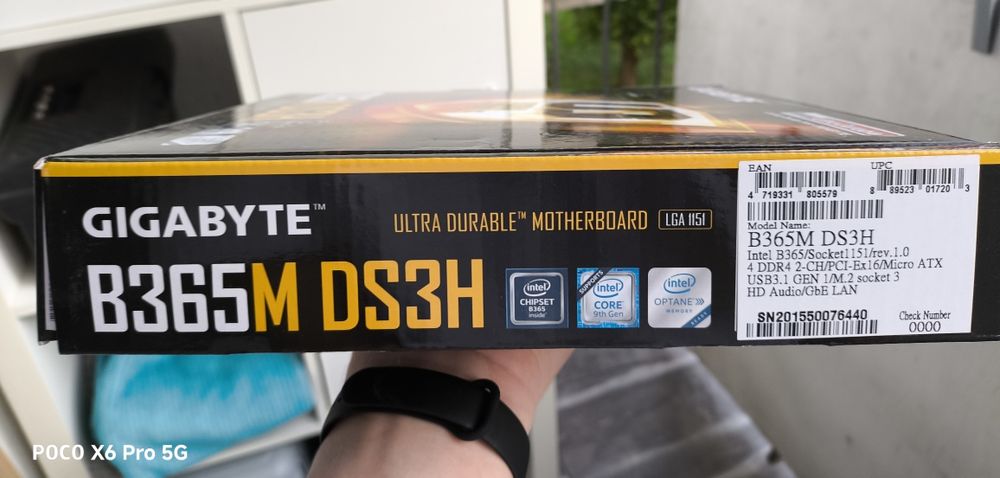 GIGABYTE™
ULTRA DURABLE™ MOTHERBOARD LGA 1151
B365M DS3H
intel
CHIPSET
B365
inside
SUPPORTS
intel
CORE
9th Gen
intel
OPTANE
MEMORY
READY
EAN
4 719331 805579
UPC
8 89523 01720 3
Model Name:
B365M DS3H
Intel B365/Socket1151/rev.1.0
4 DDR4 2-CH/PCI-Ex16/Micro ATX
USB3.1 GEN 1/M.2 socket 3
HD Audio/GbE LAN
SN201550076440
Check Number
0000
POCO X6 Pro 5G